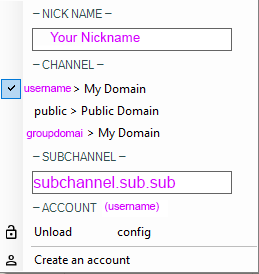 – NICK NAME –
Your Nickname
– CHANNEL –
username > My Domain
public > Public Domain
groupdomai > My Domain
– SUBCHANNEL –
subchannel.sub.sub
– ACCOUNT – (username)
Unload config
Create an account